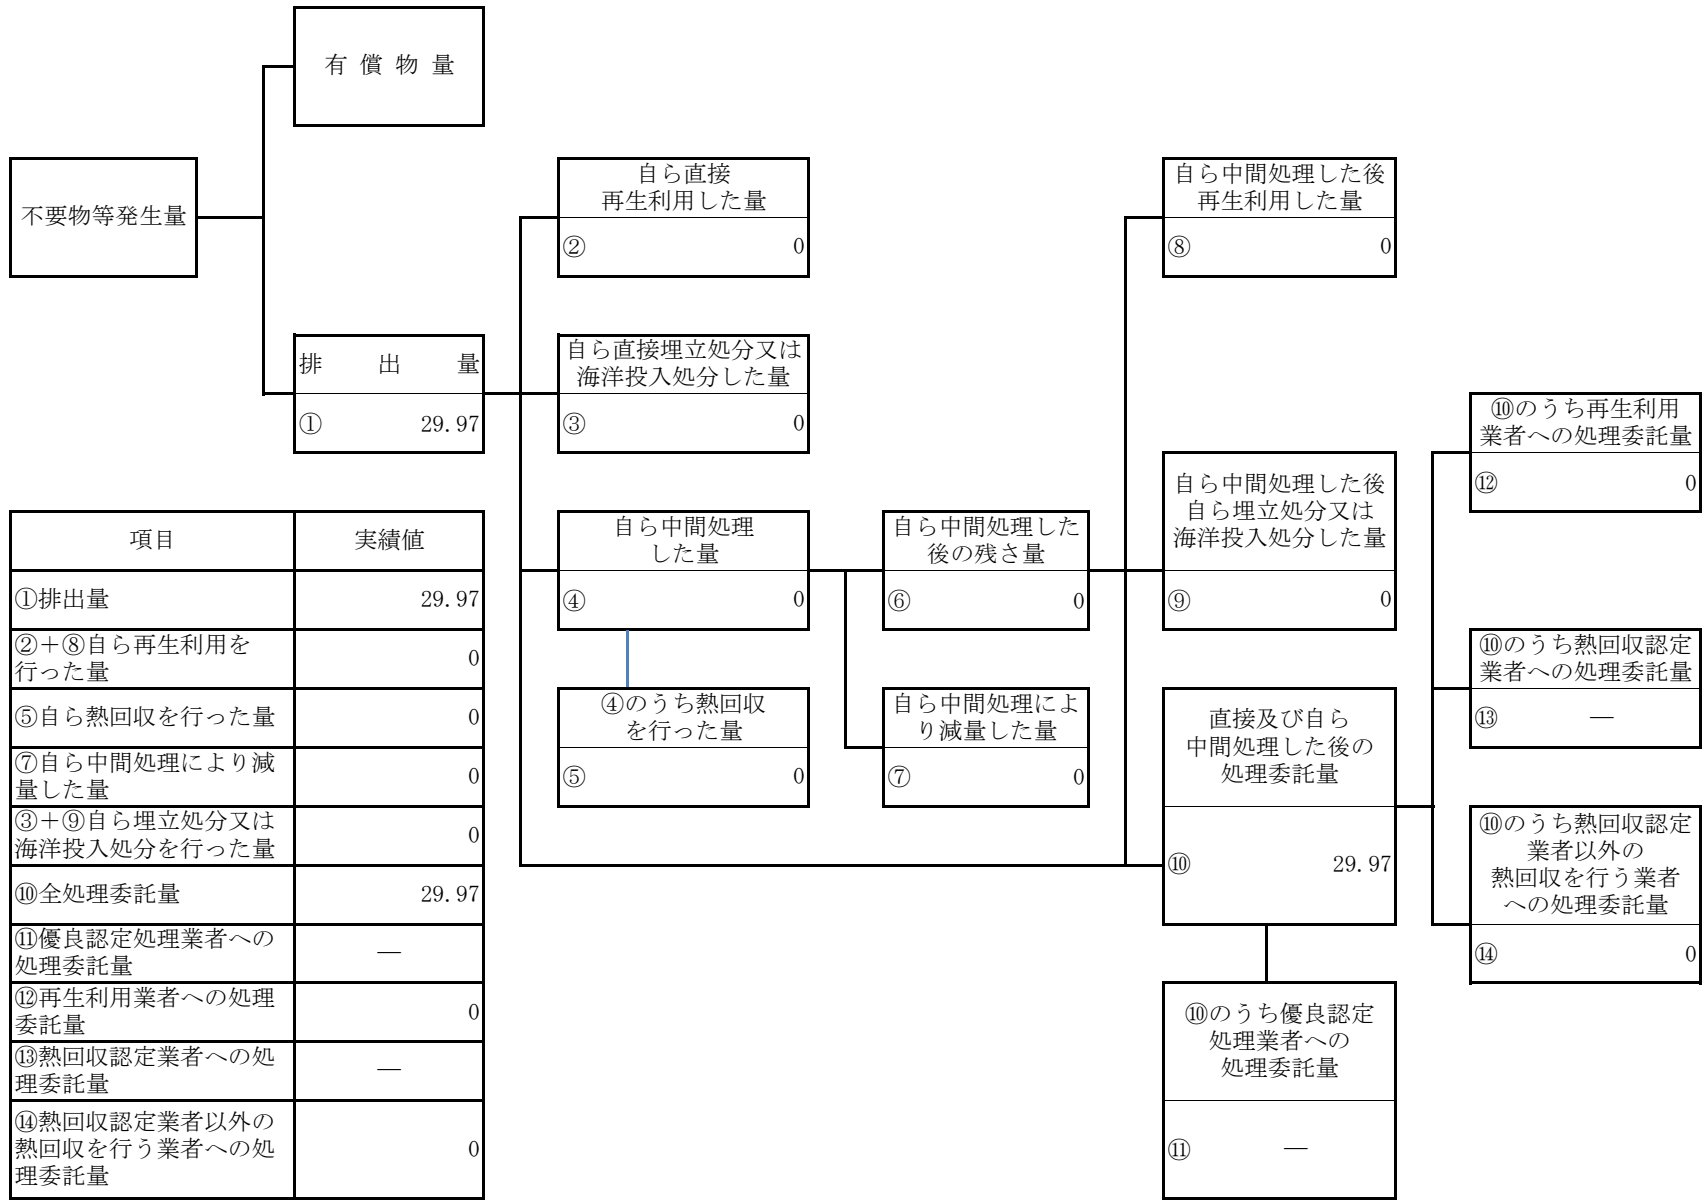 有償物量
不要物等発生量
自ら直接
再生利用した量
② 0
自ら中間処理した後
再生利用した量
⑧ 0
排出量
① 29.97
自ら直接埋立処分又は
海洋投入処分した量
③ 0
⑩のうち再生利用
業者への処理委託量
⑫ 0
自ら中間処理した後
自ら埋立処分又は
海洋投入処分した量
⑨ 0
自ら中間処理
した量
④ 0
自ら中間処理した
後の残さ量
⑥ 0
⑩のうち熱回収認定
業者への処理委託量
⑬ ―
④のうち熱回収
を行った量
⑤ 0
自ら中間処理によ
り減量した量
⑦ 0
直接及び自ら
中間処理した後の
処理委託量
⑩ 29.97
⑩のうち熱回収認定
業者以外の
熱回収を行う業者
への処理委託量
⑭ 0
⑩のうち優良認定
処理業者への
処理委託量
⑪ ―
項目 実績値
①排出量 29.97
②＋⑧自ら再生利用を
行った量 0
⑤自ら熱回収を行った量 0
⑦自ら中間処理により減
量した量 0
③＋⑨自ら埋立処分又は
海洋投入処分を行った量 0
⑩全処理委託量 29.97
⑪優良認定処理業者への
処理委託量 ―
⑫再生利用業者への処理
委託量 0
⑬熱回収認定業者への処
理委託量 ―
⑭熱回収認定業者以外の
熱回収を行う業者への処
理委託量 0